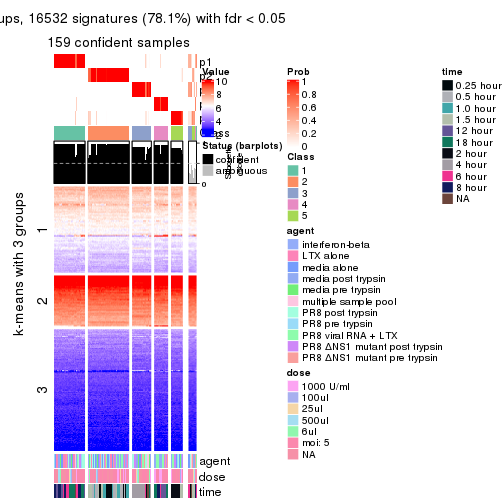 ups, 16532 signatures (78.1%) with fdr < 0.05
159 confident samples
p1
k-means with 3 groups
1
2
3
agent
dose
time
Value
10
8
6
4
2
Status (barplots)
confident
ambiguous
0
Prob
1
0.8
0.6
0.4
0.2
0
Class
1
2
3
4
5
agent
interferon-beta
LTX alone
media alone
media post trypsin
media pre trypsin
multiple sample pool
PR8 post trypsin
PR8 pre trypsin
PR8 viral RNA + LTX
PR8 ΔNS1 mutant post trypsin
PR8 ΔNS1 mutant pre trypsin
dose
1000 U/ml
100ul
25ul
500ul
6ul
moi: 5
NA
time
0.25 hour
0.5 hour
1.0 hour
1.5 hour
12 hour
18 hour
2 hour
4 hour
6 hour
8 hour
NA